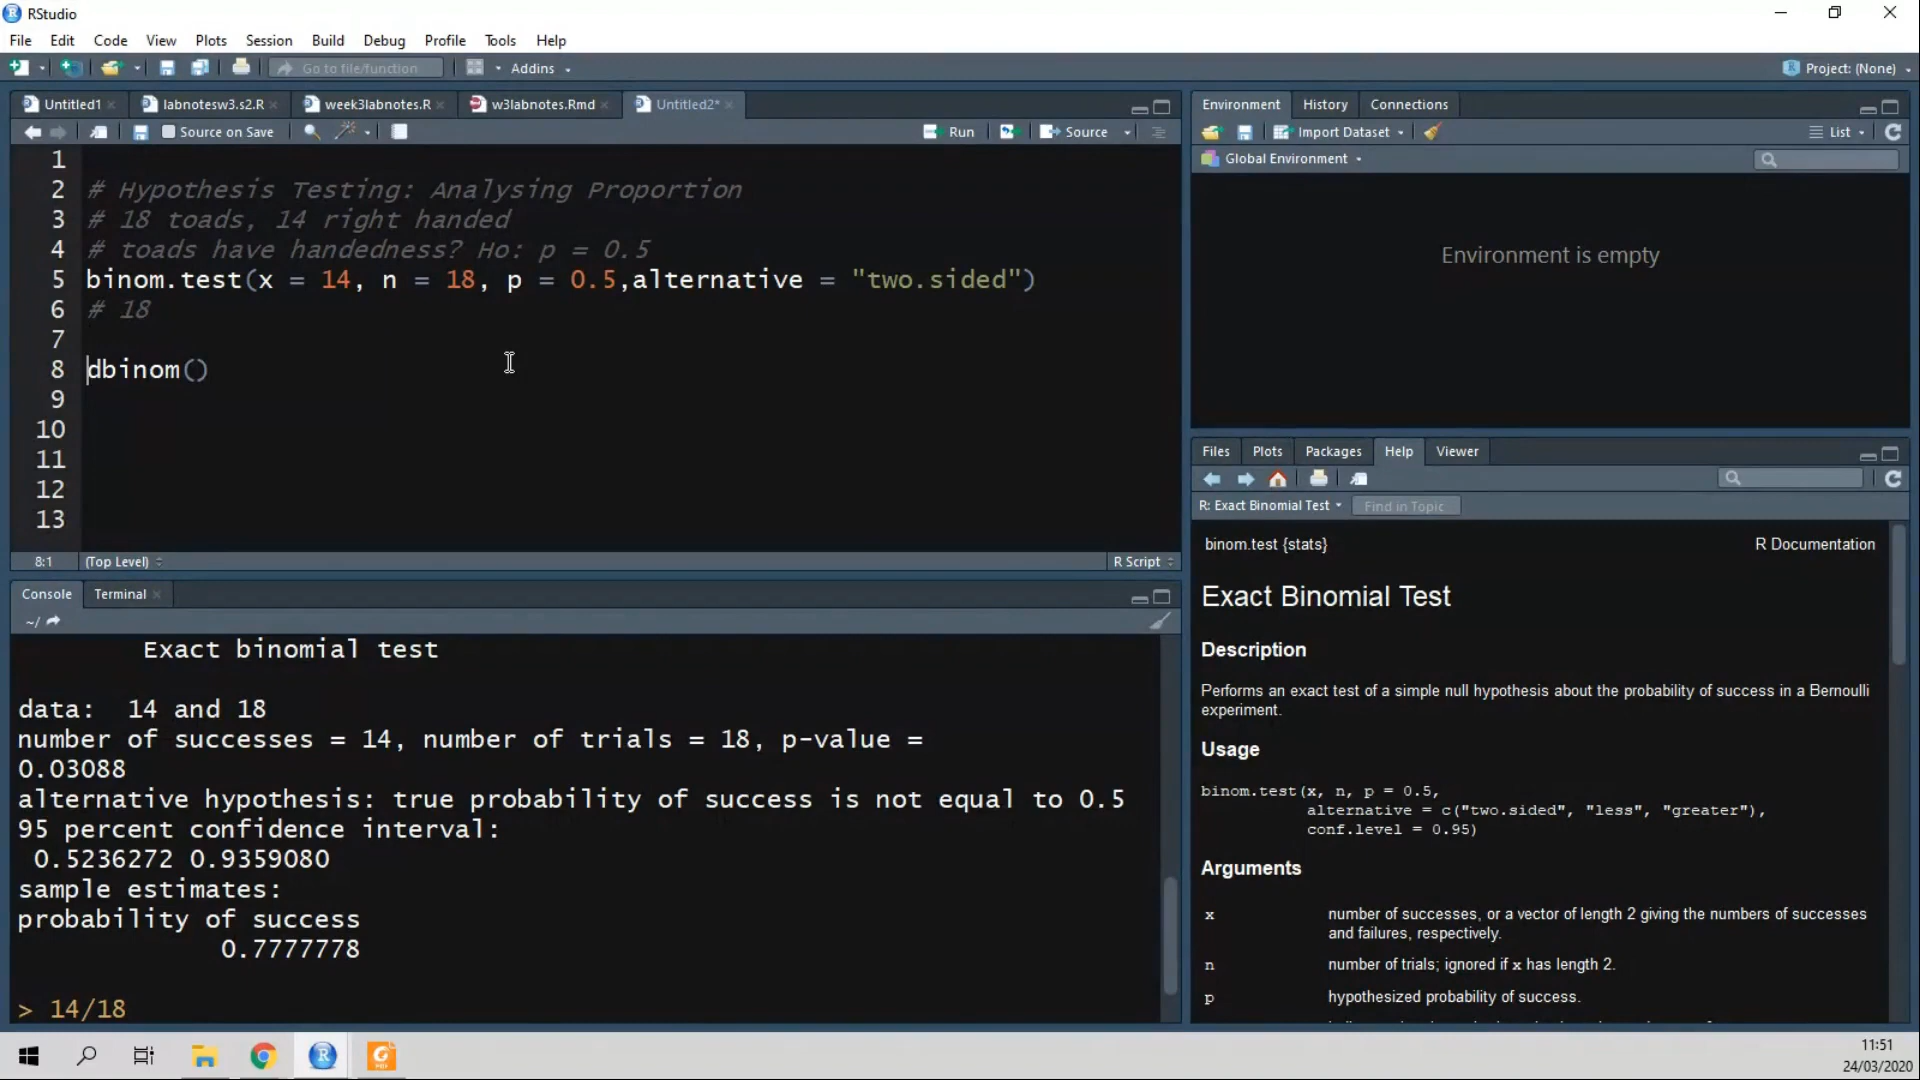 RStudio
File Edit Code View Plots Session Build Debug Profile Tools Help
Go to file/function Addins Project: (None)
Untitled1 labnotesw3.s2.R week3labnotes.R w3labnotes.Rmd Untitled2*
Source on Save Run Source
1
2 # Hypothesis Testing: Analysing Proportion
3 # 18 toads, 14 right handed
4 # toads have handedness? Ho: p = 0.5
5 binom.test(x = 14, n = 18, p = 0.5,alternative = "two.sided")
6 # 18
7
8 dbinom()
9
10
11
12
13
8:1 (Top Level) R Script
Console Terminal
~/
Exact binomial test
data:  14 and 18
number of successes = 14, number of trials = 18, p-value =
0.03088
alternative hypothesis: true probability of success is not equal to 0.5
95 percent confidence interval:
0.5236272 0.9359080
sample estimates:
probability of success
0.7777778
> 14/18
Environment History Connections
Import Dataset List
Global Environment
Environment is empty
Files Plots Packages Help Viewer
R: Exact Binomial Test Find in Topic
binom.test {stats} R Documentation
Exact Binomial Test
Description
Performs an exact test of a simple null hypothesis about the probability of success in a Bernoulli
experiment.
Usage
binom.test(x, n, p = 0.5,
alternative = c("two.sided", "less", "greater"),
conf.level = 0.95)
Arguments
x number of successes, or a vector of length 2 giving the numbers of successes
and failures, respectively.
n number of trials; ignored if x has length 2.
p hypothesized probability of success.
11:51
24/03/2020